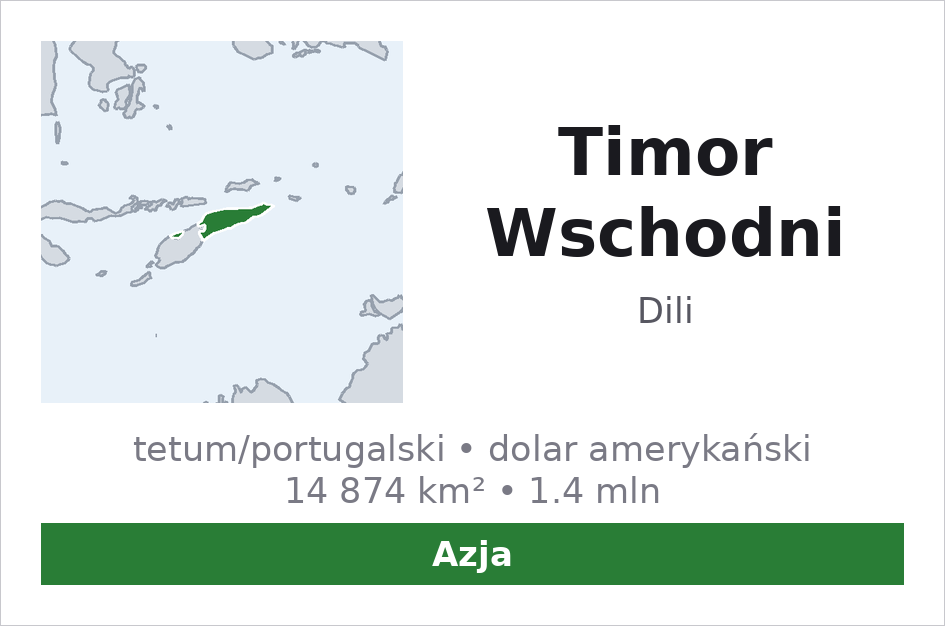 Timor
Wschodni
Dili
tetum/portugalski • dolar amerykański
14 874 km² • 1.4 mln
Azja